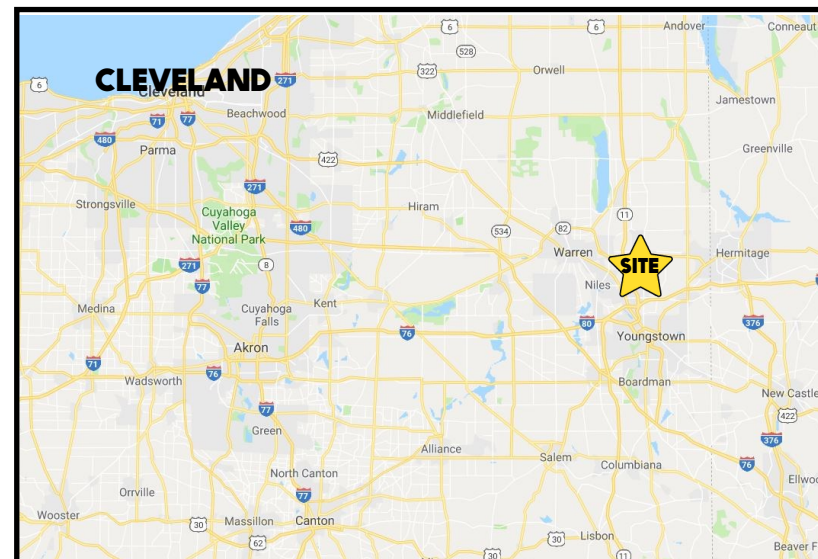 6
6
Andover
Conneaut
528
322
Orwell
271
CLEVELAND
Cleveland
6
Jamestown
Beachwood
Middlefield
71
77
480
Parma
Greenville
422
271
Strongsville
Hiram
Cuyahoga
Valley
National Park
11
480
534
82
Warren
SITE
Hermitage
271
8
77
Niles
Medina
Cuyahoga
Falls
Kent
80
376
76
Youngstown
Akron
71
Wadsworth
76
Boardman
77
New Castle
422
Green
376
Alliance
Salem
Columbiana
76
North Canton
Orrville
77
Wooster
30
Massillon
Canton
62
30
Lisbon
30
11
Beaver F